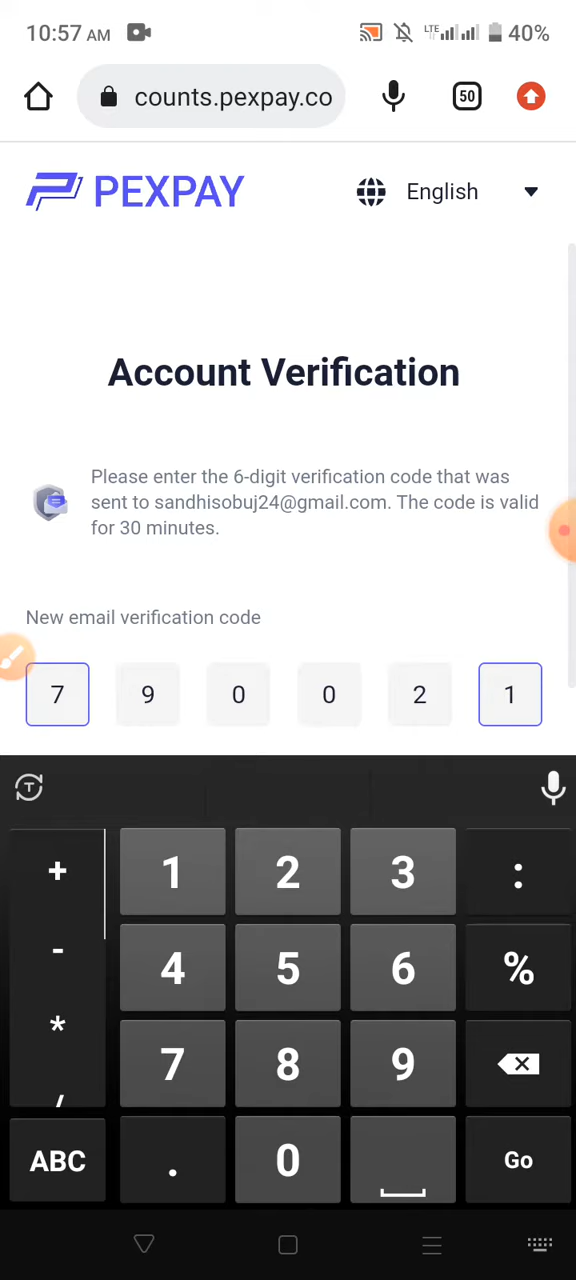 10:57 AM LTE 40%
counts.pexpay.co 50
PEXPAY English
Account Verification
Please enter the 6-digit verification code that was
sent to sandhisobuj24@gmail.com. The code is valid
for 30 minutes.
New email verification code
7 9 0 0 2 1
T
+ 1 2 3 :
- 4 5 6 %
* 7 8 9
/
ABC . 0 Go